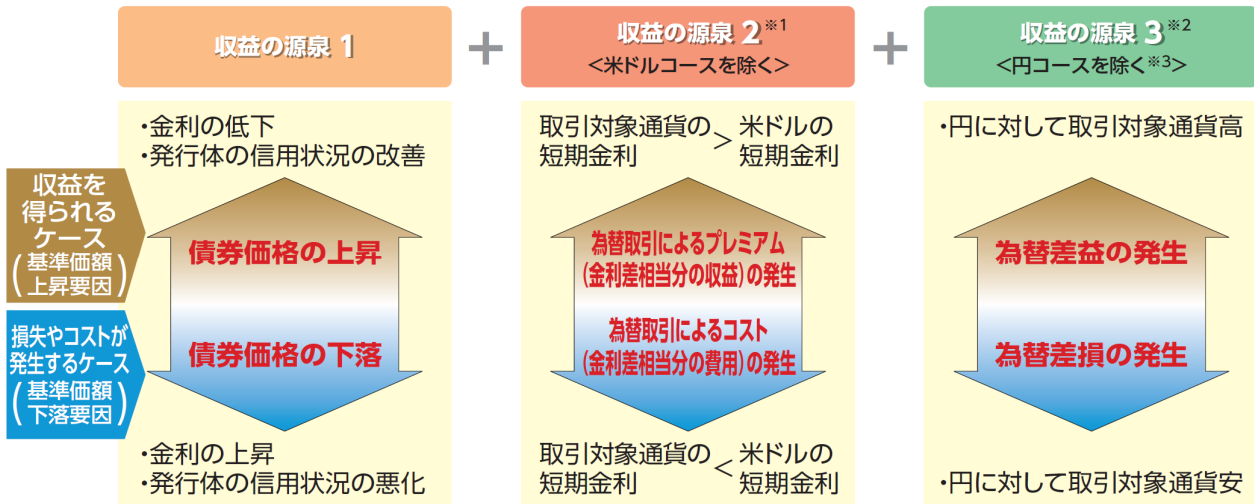 収益の源泉 1
+
収益の源泉 2※1
<米ドルコースを除く>
+
収益の源泉 3※2
<円コースを除く※3>
収益を
得られる
ケース
(基準価額
上昇要因)
損失やコストが
発生するケース
(基準価額
下落要因)
・金利の低下
・発行体の信用状況の改善
債券価格の上昇
債券価格の下落
・金利の上昇
・発行体の信用状況の悪化
取引対象通貨の
短期金利
>
米ドルの
短期金利
為替取引によるプレミアム
(金利差相当分の収益)の発生
為替取引によるコスト
(金利差相当分の費用)の発生
取引対象通貨の
短期金利
<
米ドルの
短期金利
・円に対して取引対象通貨高
為替差益の発生
為替差損の発生
・円に対して取引対象通貨安